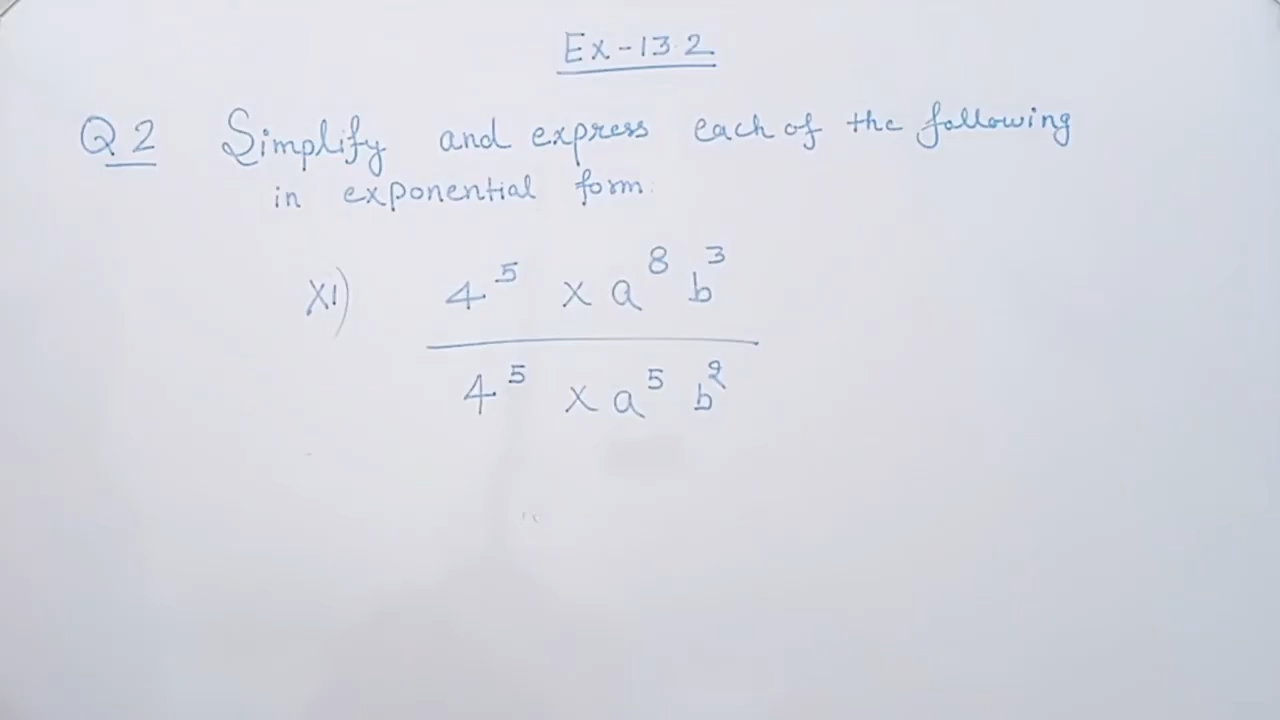 Ex-13.2
Q2 Simplify and express each of the following
in exponential form.
XI) 4^5 x a^8 b^3
4^5 x a^5 b^2